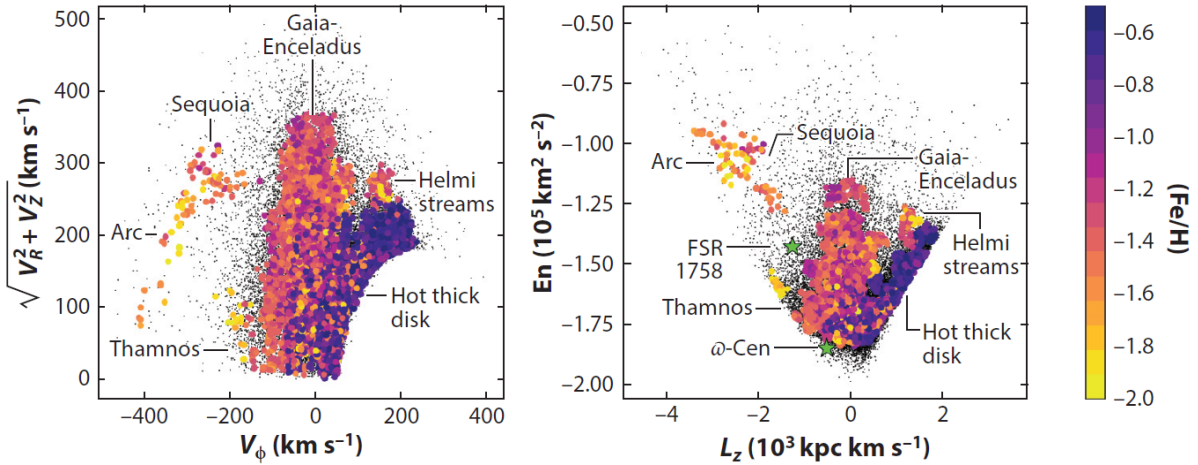 500
400
300
200
100
0
√V_R^2 + V_Z^2 (km s^–1)
–400
–200
0
200
400
V_ϕ (km s^–1)
Gaia-
Enceladus
Sequoia
Arc
Helmi
streams
Hot thick
disk
Thamnos
–0.50
–0.75
–1.00
–1.25
–1.50
–1.75
–2.00
En (10^5 km^2 s^–2)
–4
–2
0
2
L_z (10^3 kpc km s^–1)
Sequoia
Arc
Gaia-
Enceladus
FSR
1758
Helmi
streams
Thamnos
Hot thick
disk
ω-Cen
–0.6
–0.8
–1.0
–1.2
–1.4
–1.6
–1.8
–2.0
(Fe/H)